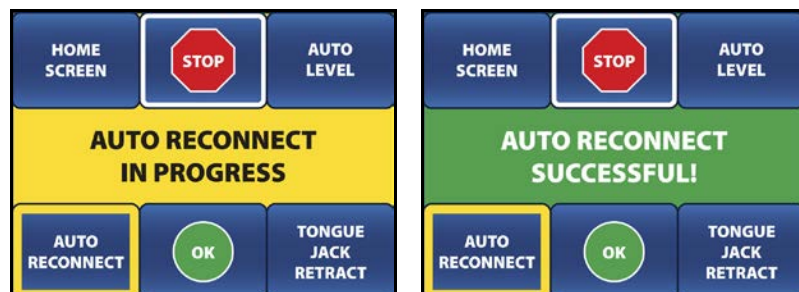 HOME
SCREEN
STOP
AUTO
LEVEL
AUTO RECONNECT
IN PROGRESS
AUTO
RECONNECT
OK
TONGUE
JACK
RETRACT
HOME
SCREEN
STOP
AUTO
LEVEL
AUTO RECONNECT
SUCCESSFUL!
AUTO
RECONNECT
OK
TONGUE
JACK
RETRACT